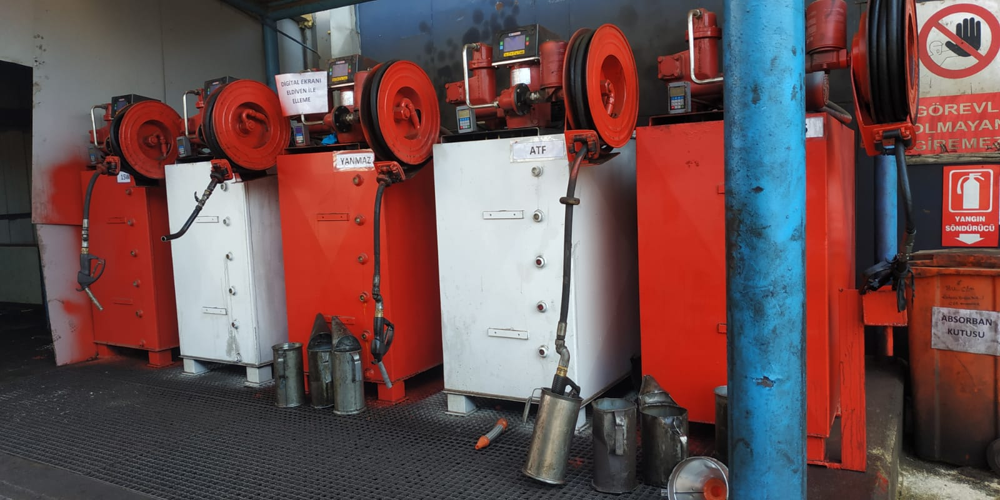 DİGİTAL EKRANI
ELDİVEN İLE
ELLEME
15W
YANMAZ
ATF
GÖREVL
OLMAYAN
GİREMEZ
YANGIN
SÖNDÜRÜCÜ
ABSORBAN
KUTUSU